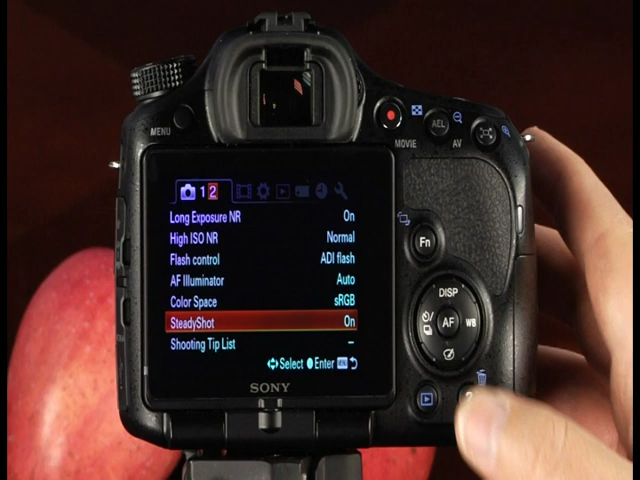 MENU
MOVIE
AEL
AV
1 2
Long Exposure NR On
High ISO NR Normal
Flash control ADI flash
AF Illuminator Auto
Color Space sRGB
SteadyShot On
Shooting Tip List –
Select Enter MENU
Fn
DISP
AF
WB
SONY